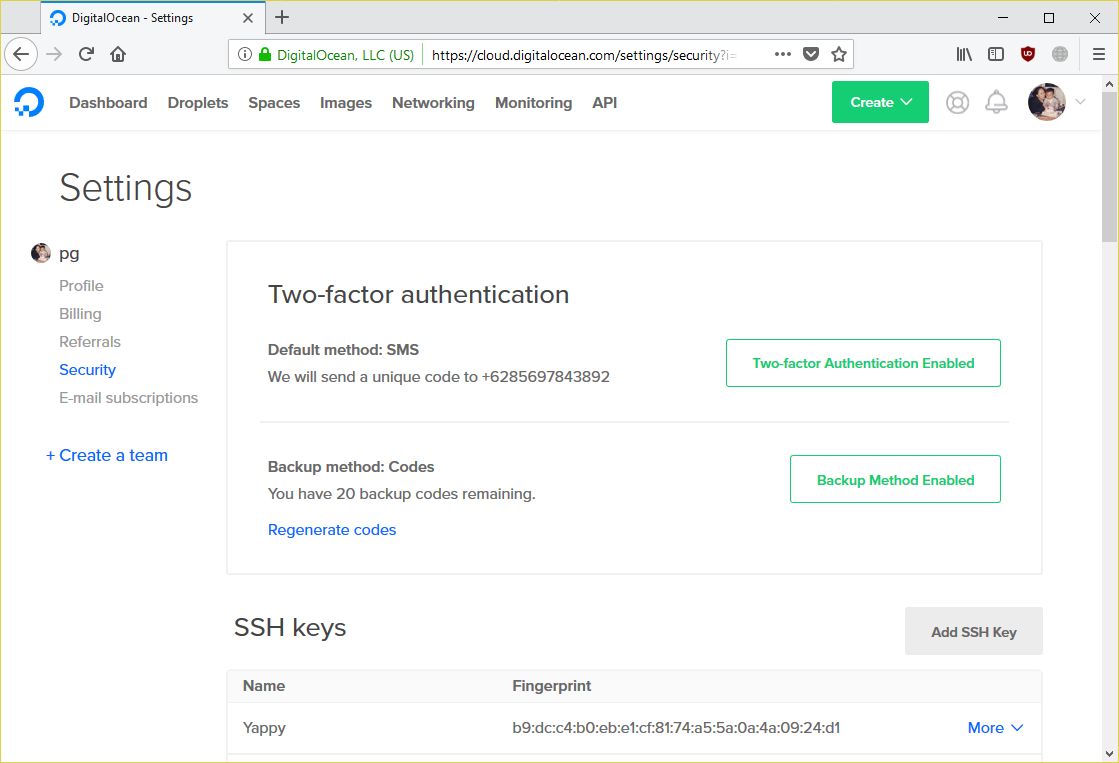 DigitalOcean - Settings
DigitalOcean, LLC (US) https://cloud.digitalocean.com/settings/security?i=
Dashboard Droplets Spaces Images Networking Monitoring API Create
Settings
pg
Profile
Billing
Referrals
Security
E-mail subscriptions
+ Create a team
Two-factor authentication
Default method: SMS
We will send a unique code to +6285697843892
Two-factor Authentication Enabled
Backup method: Codes
You have 20 backup codes remaining.
Backup Method Enabled
Regenerate codes
SSH keys
Add SSH Key
Name Fingerprint
Yappy b9:dc:c4:b0:eb:e1:cf:81:74:a5:5a:0a:4a:09:24:d1 More